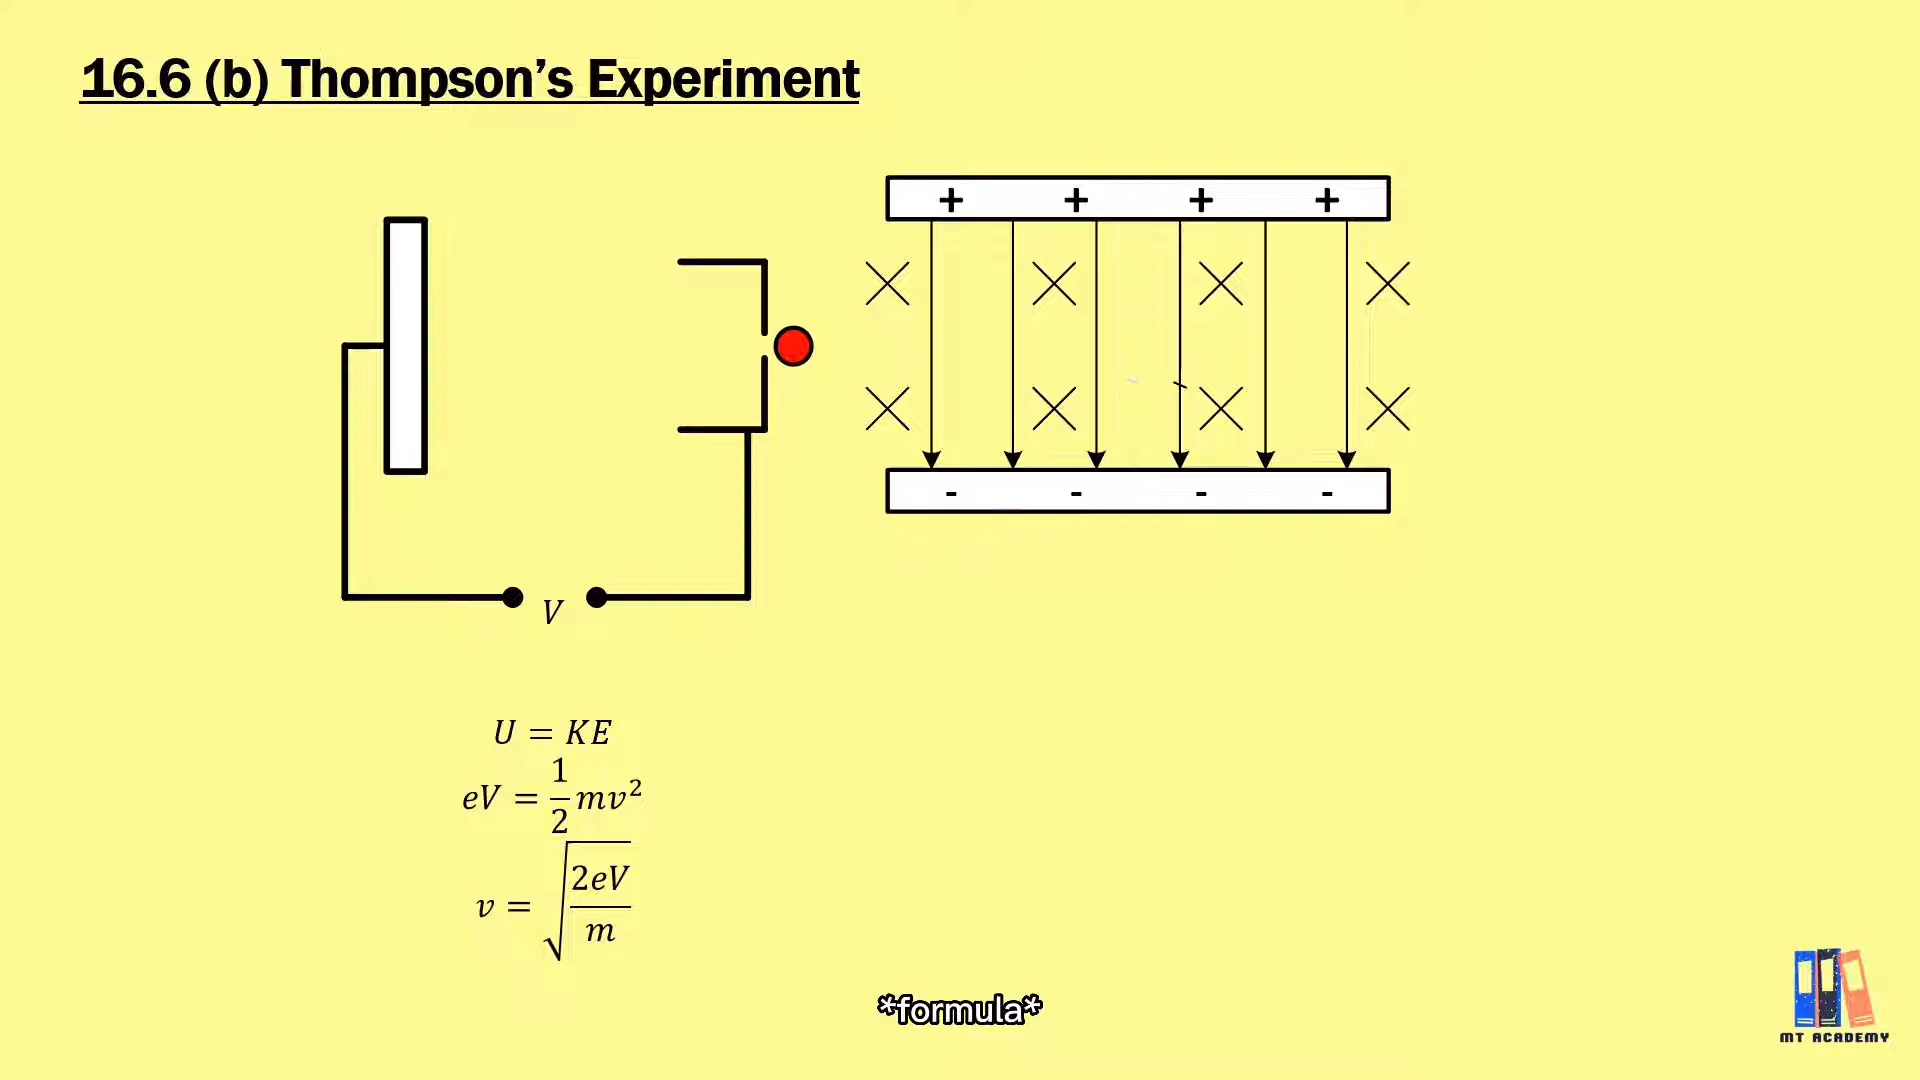 16.6 (b) Thompson’s Experiment
+ + + +
- - - -
V
U = KE
eV = 1/2 mv²
v = √(2eV/m)
*formula*
MT ACADEMY